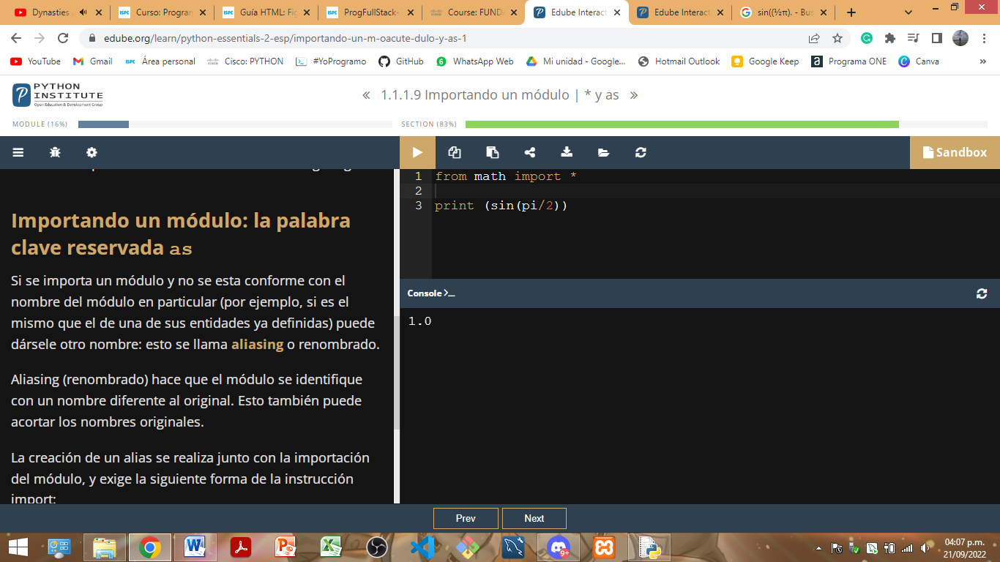 Dynasties
ISPC Curso: Program
ISPC Guía HTML: Fig
ISPC ProgFullStack-
Course: FUND
Edube Interact
Edube Interact
sin((½π). - Bus
edube.org/learn/python-essentials-2-esp/importando-un-m-oacute-dulo-y-as-1
YouTube
Gmail
ISPC Área personal
Cisco: PYTHON
#YoProgramo
GitHub
6 WhatsApp Web
Mi unidad - Google...
Hotmail Outlook
Google Keep
a Programa ONE
Canva
»
PYTHON
INSTITUTE
Open Education & Development Group
« 1.1.1.9 Importando un módulo | * y as »
MODULE (16%)
SECTION (83%)
Sandbox
Importando un módulo: la palabra
clave reservada as
Si se importa un módulo y no se esta conforme con el
nombre del módulo en particular (por ejemplo, si es el
mismo que el de una de sus entidades ya definidas) puede
dársele otro nombre: esto se llama aliasing o renombrado.
Aliasing (renombrado) hace que el módulo se identifique
con un nombre diferente al original. Esto también puede
acortar los nombres originales.
La creación de un alias se realiza junto con la importación
del módulo, y exige la siguiente forma de la instrucción
import:
1 from math import *
2
3 print (sin(pi/2))
Console >_
1.0
Prev
Next
9+
04:07 p.m.
21/09/2022